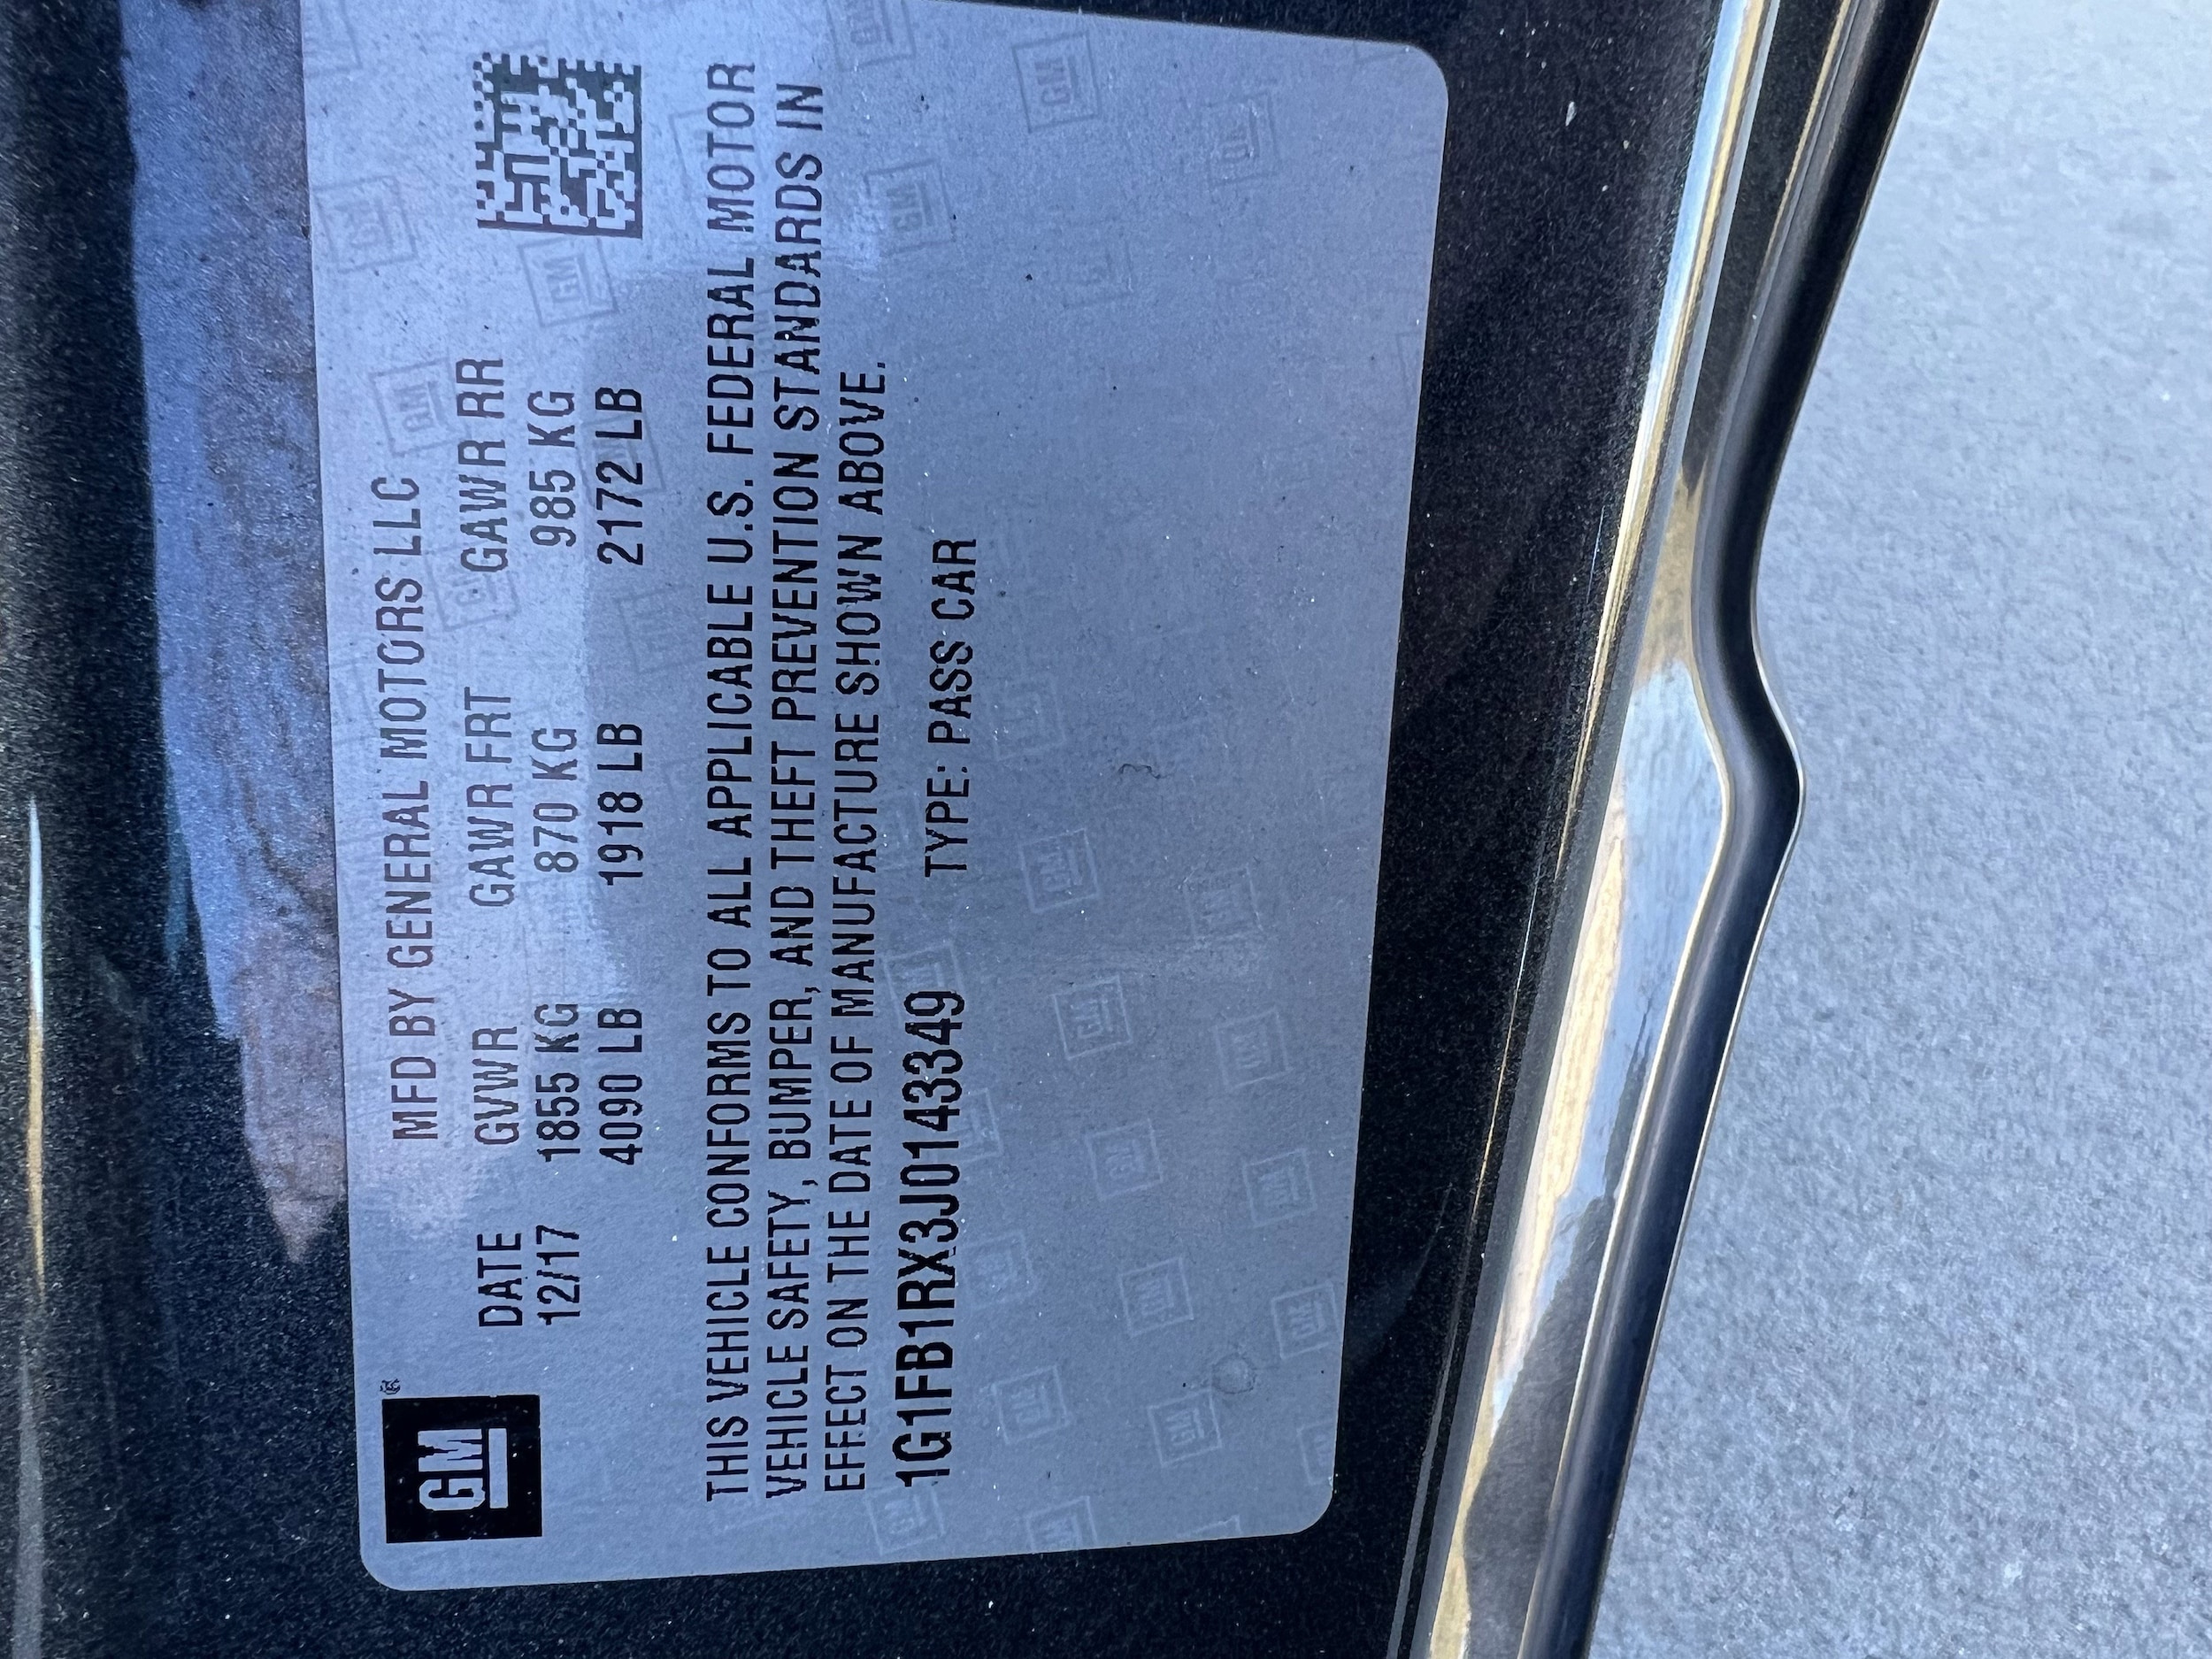 GM®
MFD BY GENERAL MOTORS LLC
DATE GVWR GAWR FRT GAWR RR
12/17 1855 KG 870 KG 985 KG
4090 LB 1918 LB 2172 LB
THIS VEHICLE CONFORMS TO ALL APPLICABLE U.S. FEDERAL MOTOR
VEHICLE SAFETY, BUMPER, AND THEFT PREVENTION STANDARDS IN
EFFECT ON THE DATE OF MANUFACTURE SHOWN ABOVE.
1G1FB1RX3J0143349 TYPE: PASS CAR